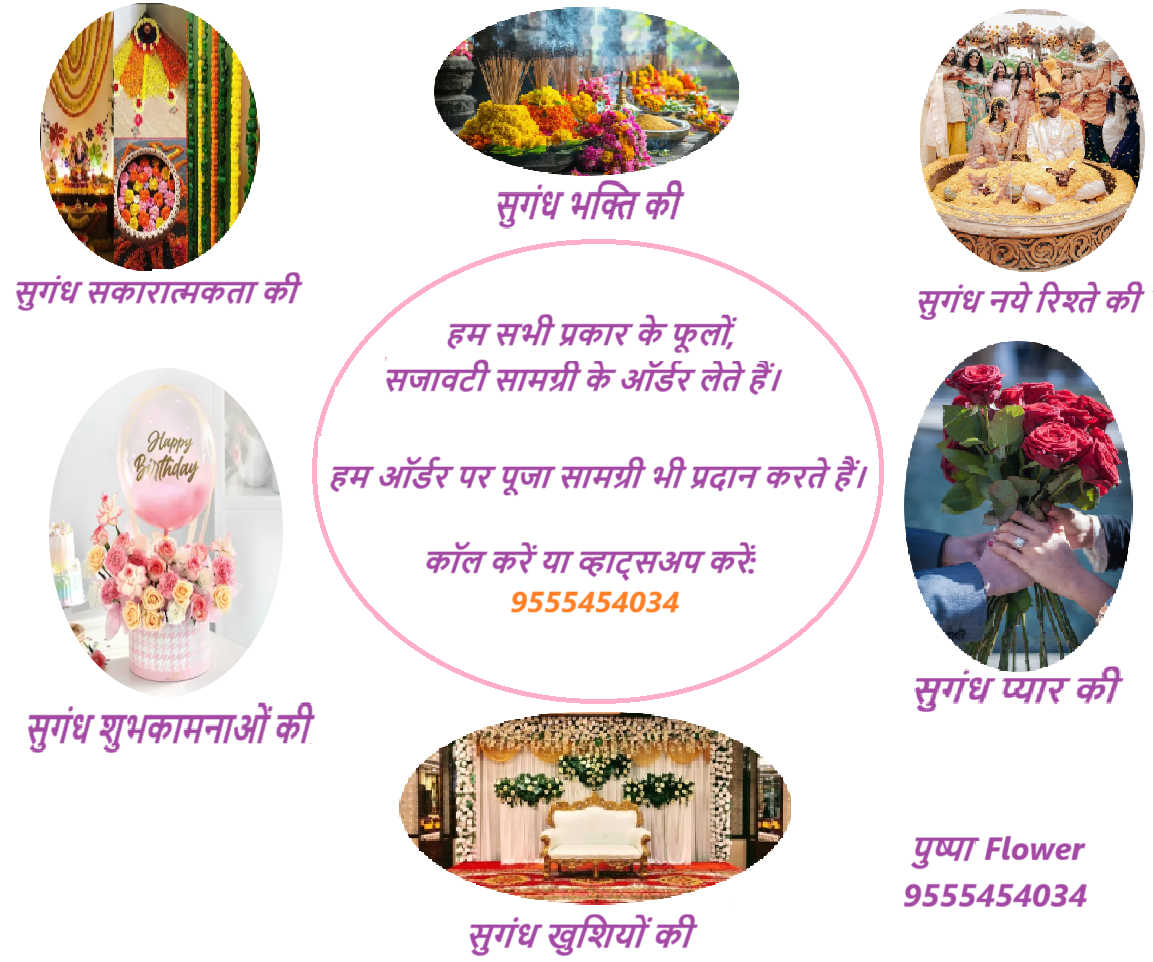 सुगंध भक्ति की
सुगंध सकारात्मकता की
सुगंध नये रिश्ते की
हम सभी प्रकार के फूलों,
सजावटी सामग्री के ऑर्डर लेते हैं।
हम ऑर्डर पर पूजा सामग्री भी प्रदान करते हैं।
कॉल करें या व्हाट्सअप करें:
9555454034
Happy
Birthday
सुगंध शुभकामनाओं की
सुगंध प्यार की
सुगंध खुशियों की
पुष्पा Flower
9555454034